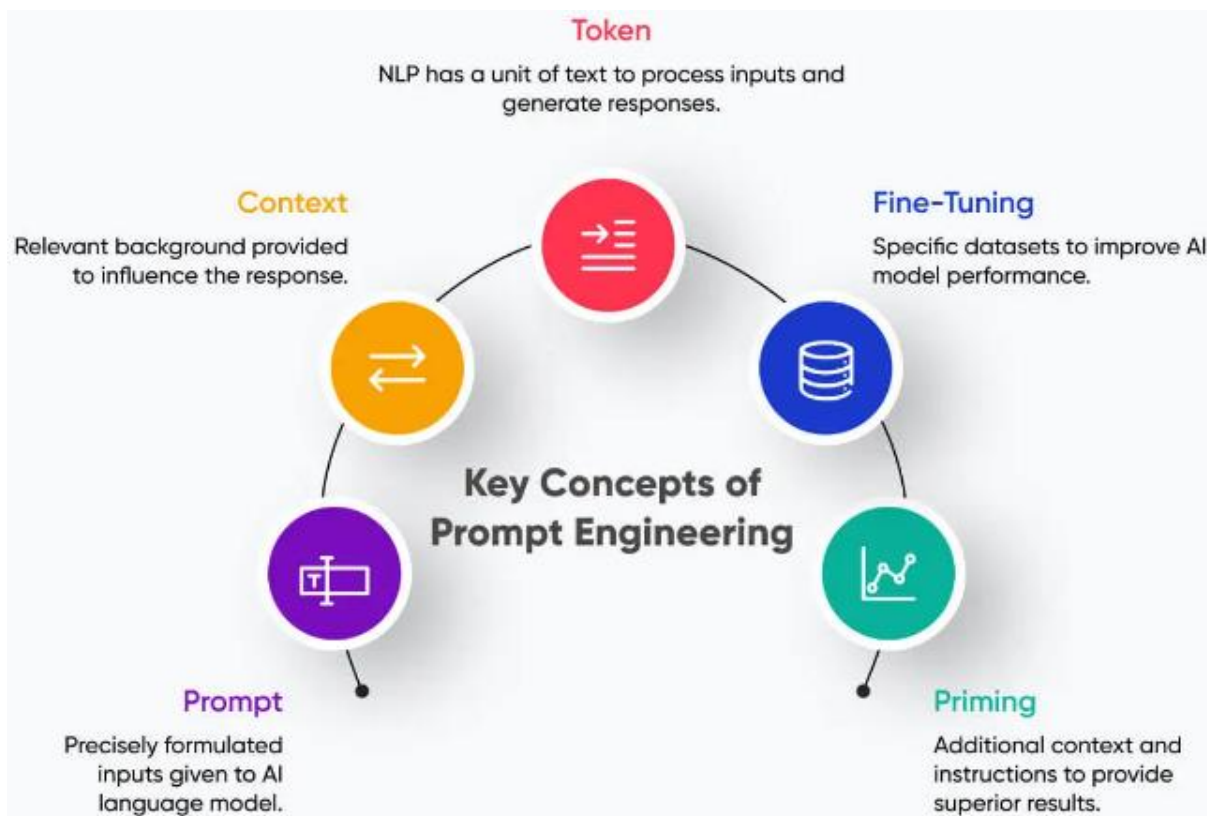 Token
NLP has a unit of text to process inputs and
generate responses.
Context
Relevant background provided
to influence the response.
Fine-Tuning
Specific datasets to improve AI
model performance.
Key Concepts of
Prompt Engineering
T
Prompt
Precisely formulated
inputs given to AI
language model.
Priming
Additional context and
instructions to provide
superior results.